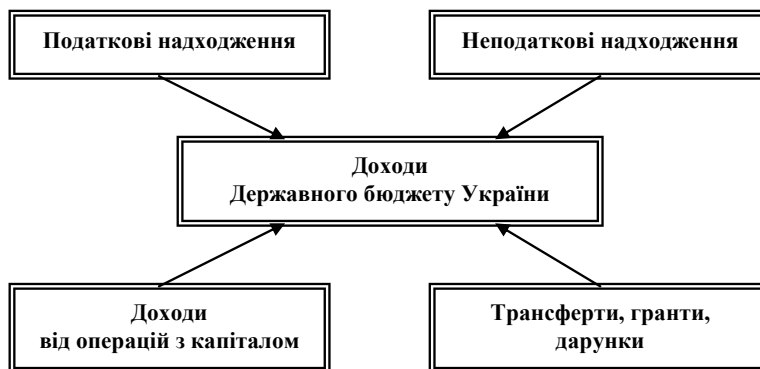 Податкові надходження
Неподаткові надходження
Доходи
Державного бюджету України
Доходи
від операцій з капіталом
Трансферти, гранти,
дарунки